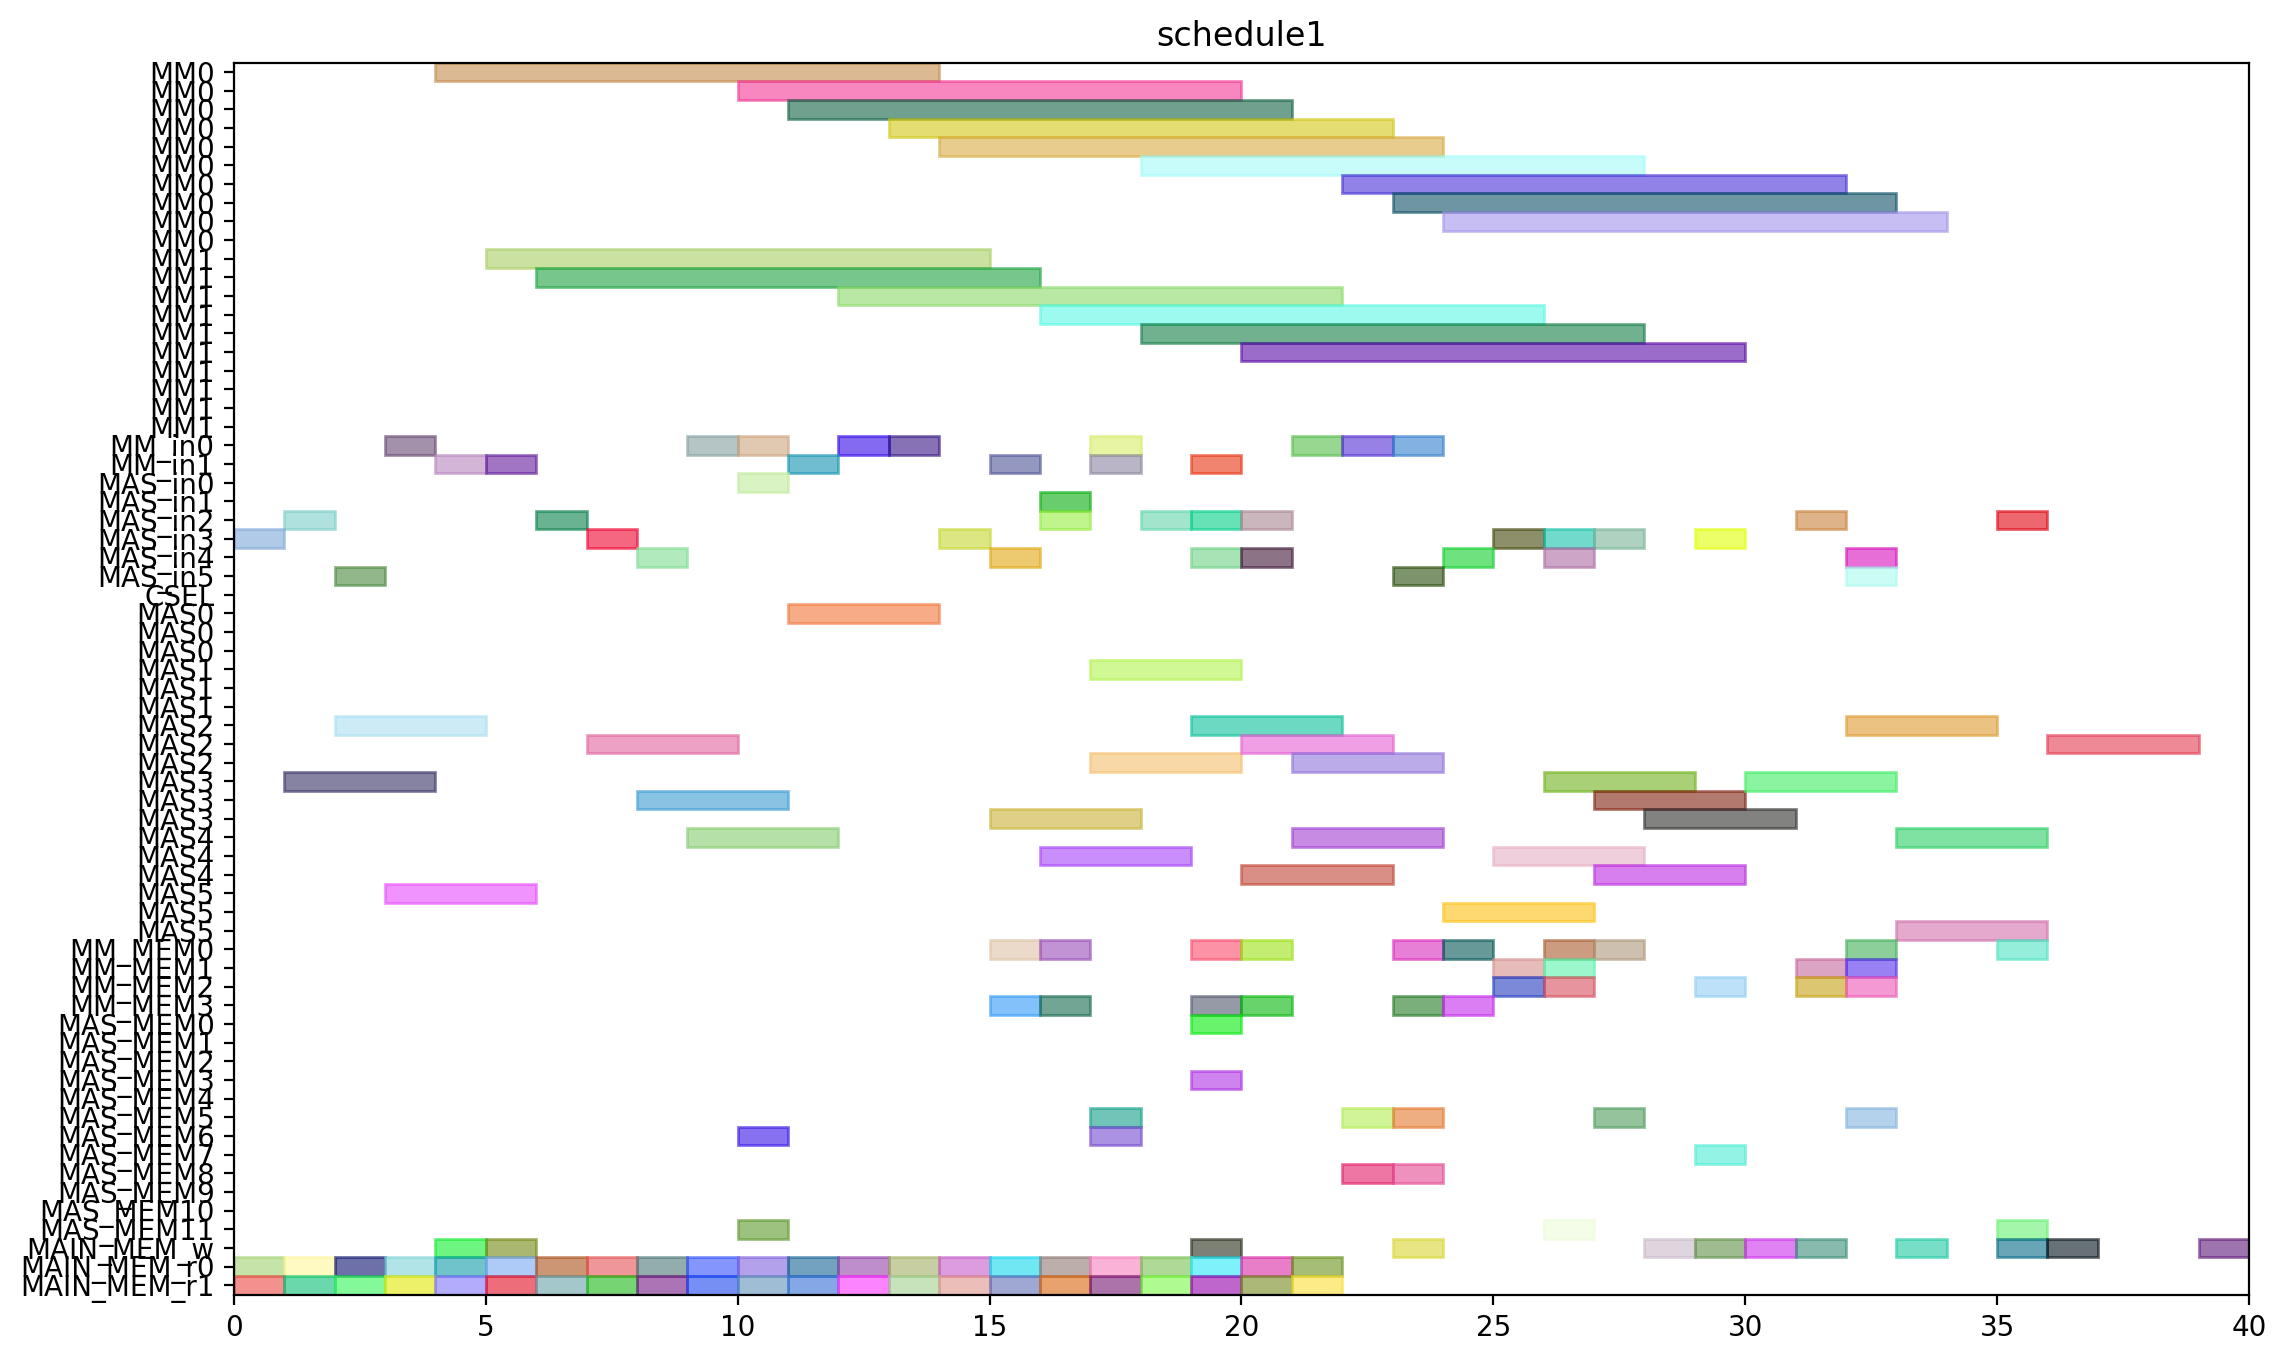 schedule1
MM0
MM0
MM0
MM0
MM0
MM0
MM0
MM0
MM0
MM0
MM1
MM1
MM1
MM1
MM1
MM1
MM1
MM1
MM1
MM1
MM_in0
MM_in1
MAS_in0
MAS_in1
MAS_in2
MAS_in3
MAS_in4
MAS_in5
CSEL
MAS0
MAS0
MAS0
MAS1
MAS1
MAS1
MAS2
MAS2
MAS2
MAS3
MAS3
MAS3
MAS4
MAS4
MAS4
MAS5
MAS5
MAS5
MM_MEM0
MM_MEM1
MM_MEM2
MM_MEM3
MAS_MEM0
MAS_MEM1
MAS_MEM2
MAS_MEM3
MAS_MEM4
MAS_MEM5
MAS_MEM6
MAS_MEM7
MAS_MEM8
MAS_MEM9
MAS_MEM10
MAS_MEM11
MAIN_MEM_w
MAIN_MEM_r0
MAIN_MEM_r1
0 5 10 15 20 25 30 35 40